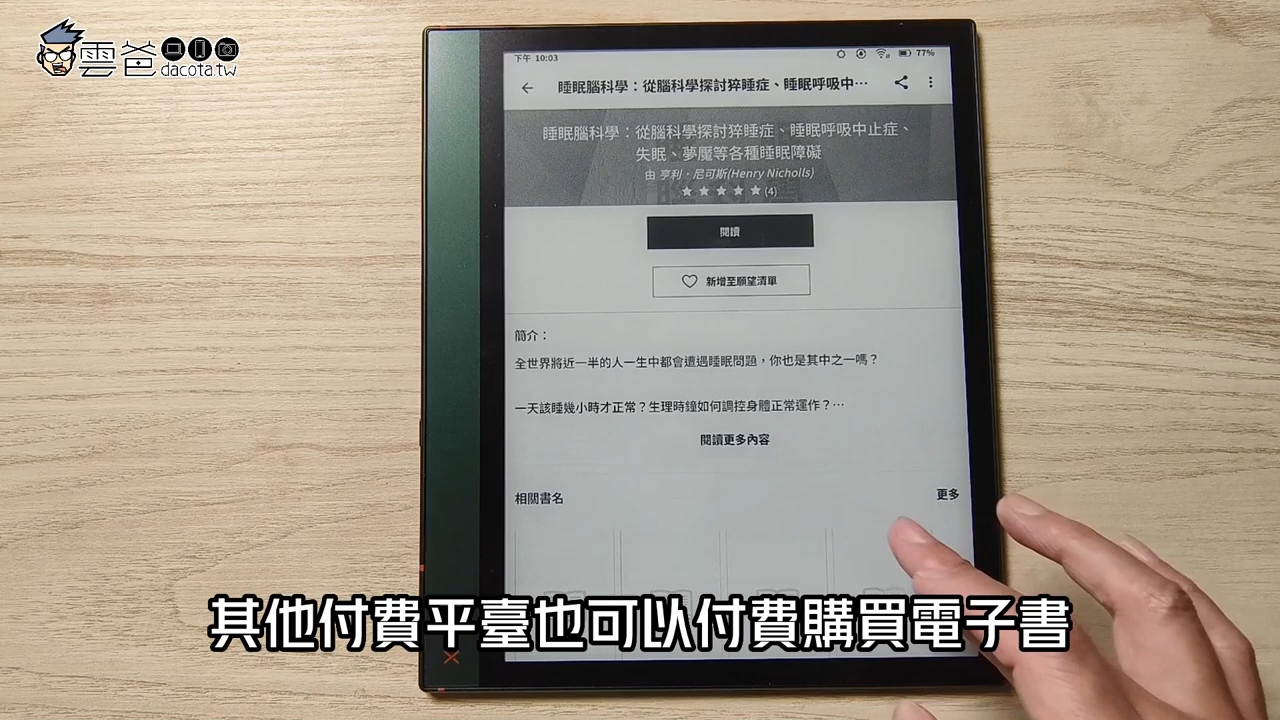 雲爸
dacota.tw
下午 10:03
77%
睡眠腦科學：從腦科學探討猝睡症、睡眠呼吸中…
睡眠腦科學：從腦科學探討猝睡症、睡眠呼吸中止症、
失眠、夢魘等各種睡眠障礙
由 亨利・尼可斯(Henry Nicholls)
(4)
閱讀
新增至願望清單
簡介：
全世界將近一半的人一生中都會遭遇睡眠問題，你也是其中之一嗎？
一天該睡幾小時才正常？生理時鐘如何調控身體正常運作？…
閱讀更多內容
相關書名
更多
其他付費平臺也可以付費購買電子書